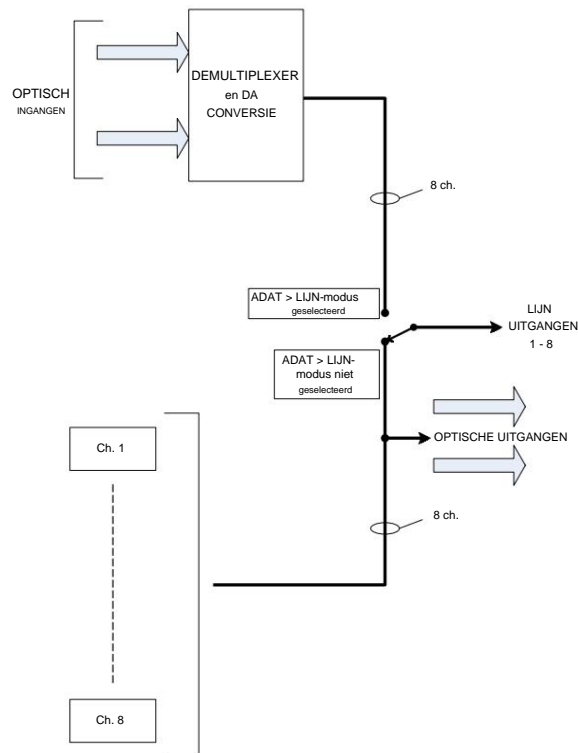 OPTISCH
INGANGEN
DEMULTIPLEXER
en DA
CONVERSIE
8 ch.
ADAT > LIJN-modus
geselecteerd
LIJN
UITGANGEN
1 - 8
ADAT > LIJN-
modus niet
geselecteerd
OPTISCHE UITGANGEN
Ch. 1
8 ch.
Ch. 8